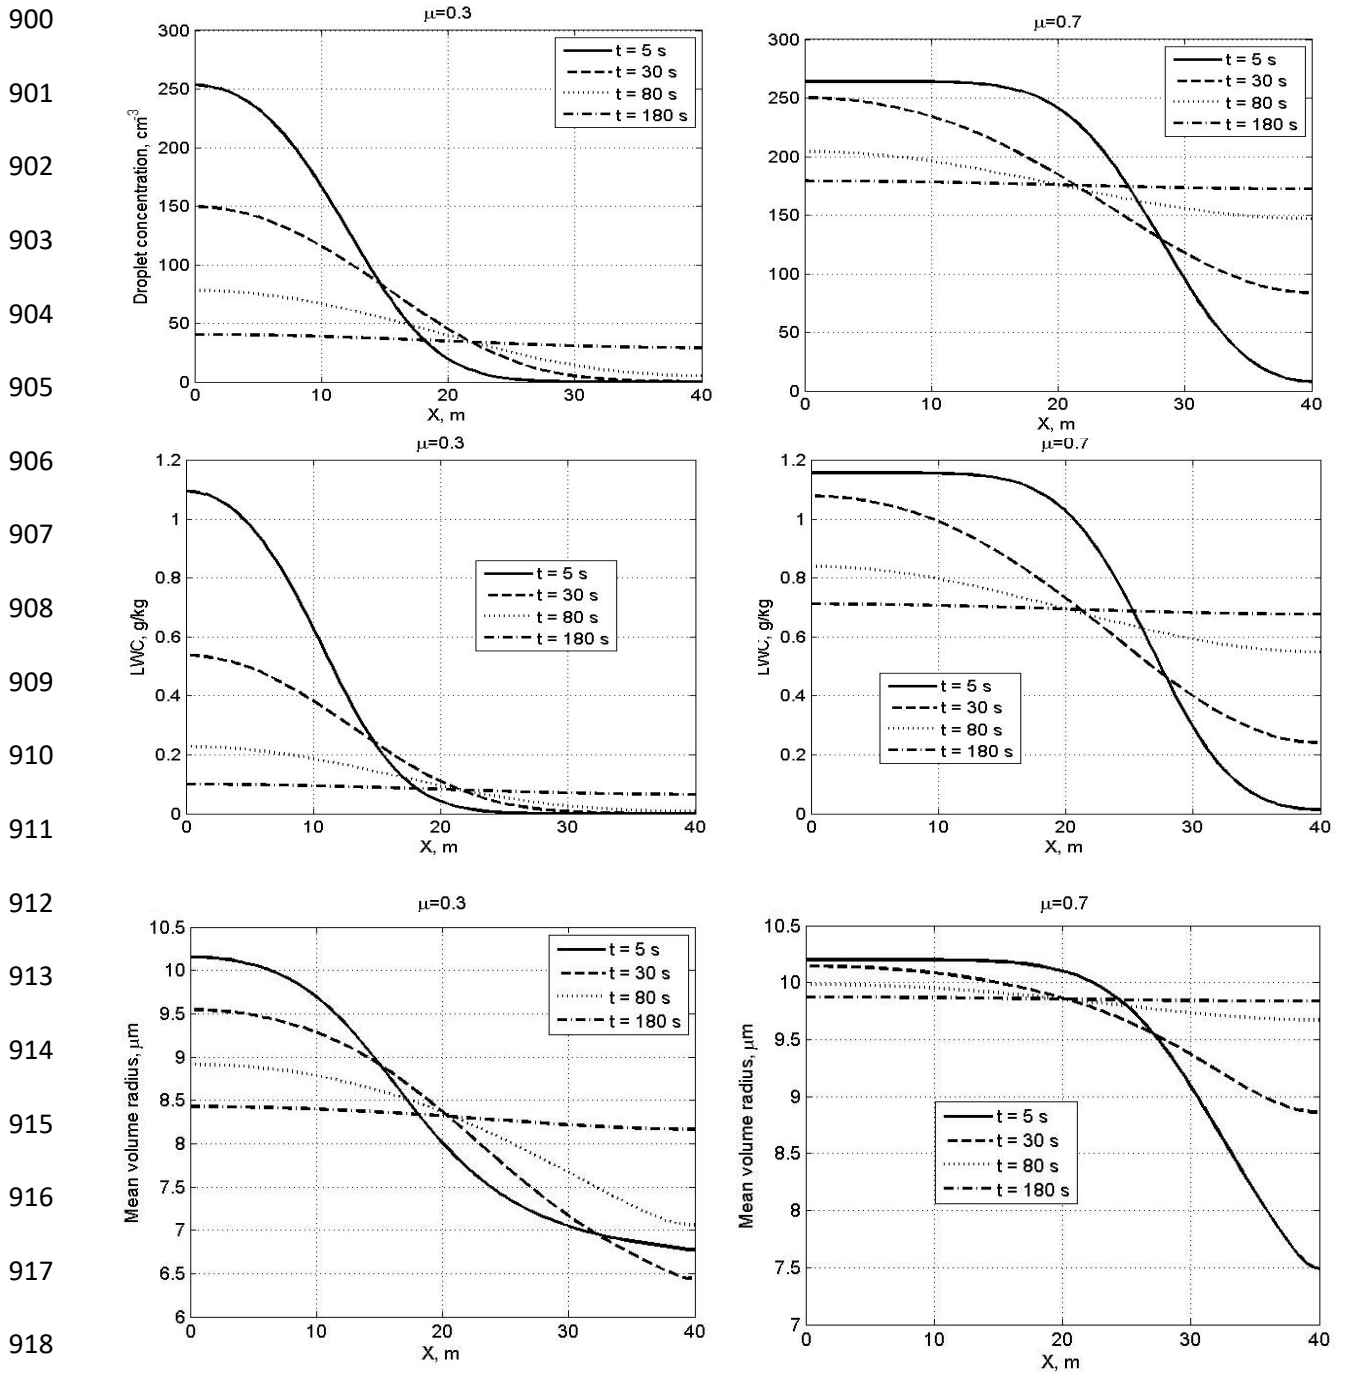 900
901
902
903
904
905
906
907
908
909
910
911
912
913
914
915
916
917
918
μ=0.3
300
250
200
150
100
50
0
Droplet concentration, cm-3
t = 5 s
t = 30 s
t = 80 s
t = 180 s
0 10 20 30 40
X, m
μ=0.7
300
250
200
150
100
50
0
t = 5 s
t = 30 s
t = 80 s
t = 180 s
0 10 20 30 40
X, m
μ=0.3
1.2
1
0.8
0.6
0.4
0.2
0
LWC, g/kg
t = 5 s
t = 30 s
t = 80 s
t = 180 s
0 10 20 30 40
X, m
μ=0.7
1.2
1
0.8
0.6
0.4
0.2
0
LWC, g/kg
t = 5 s
t = 30 s
t = 80 s
t = 180 s
0 10 20 30 40
X, m
μ=0.3
10.5
10
9.5
9
8.5
8
7.5
7
6.5
6
Mean volume radius, μm
t = 5 s
t = 30 s
t = 80 s
t = 180 s
0 10 20 30 40
X, m
μ=0.7
10.5
10
9.5
9
8.5
8
7.5
7
Mean volume radius, μm
t = 5 s
t = 30 s
t = 80 s
t = 180 s
0 10 20 30 40
X, m